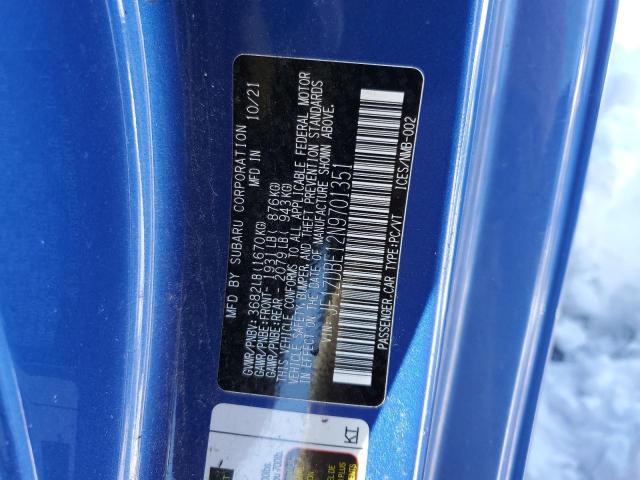 MFD BY SUBARU CORPORATION 10/21
MFD IN
GVWR/PNBV: 3682LB(1670KG)
GAWR/PNBE:FRONT- 1931LB( 876KG)
GAWR/PNBE:REAR - 2079LB( 943KG)
THIS VEHICLE CONFORMS TO ALL APPLICABLE FEDERAL MOTOR
VEHICLE SAFETY, BUMPER, AND THEFT PREVENTION STANDARDS
IN EFFECT ON THE DATE OF MANUFACTURE SHOWN ABOVE.
VIN: JF1ZDBE12N9701351
PASSENGER CAR TYPE:PC/VT
ICES/NMB-002
KI